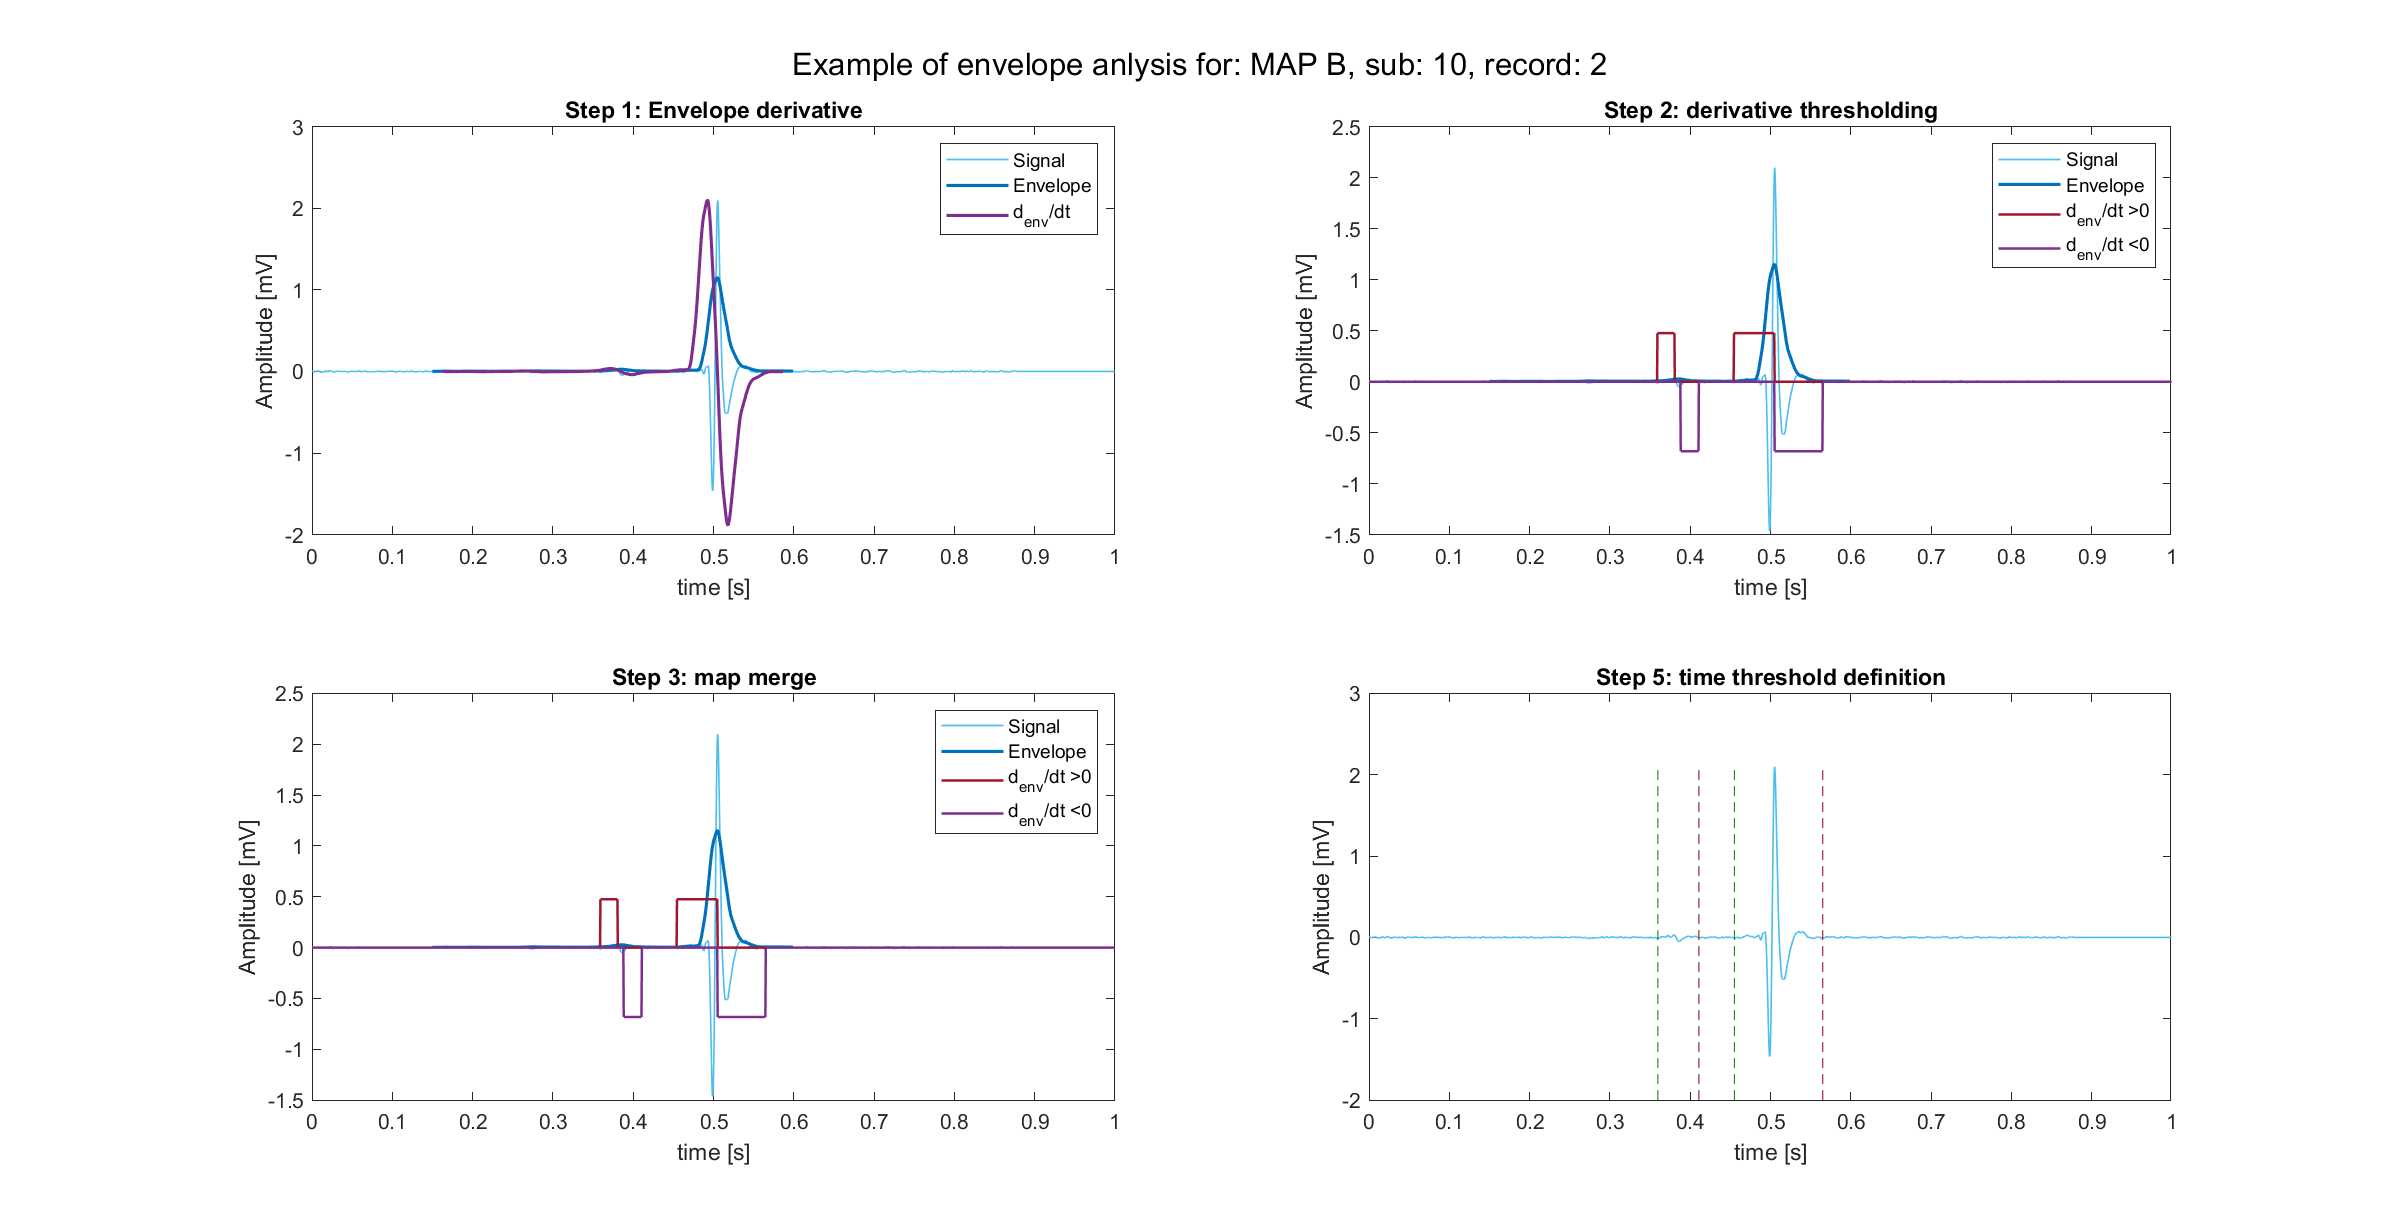 Example of envelope anlysis for: MAP B, sub: 10, record: 2
Step 1: Envelope derivative
3
2
1
0
-1
-2
Amplitude [mV]
Signal
Envelope
d_env/dt
0 0.1 0.2 0.3 0.4 0.5 0.6 0.7 0.8 0.9 1
time [s]
Step 2: derivative thresholding
2.5
2
1.5
1
0.5
0
-0.5
-1
-1.5
Amplitude [mV]
Signal
Envelope
d_env/dt >0
d_env/dt <0
0 0.1 0.2 0.3 0.4 0.5 0.6 0.7 0.8 0.9 1
time [s]
Step 3: map merge
2.5
2
1.5
1
0.5
0
-0.5
-1
-1.5
Amplitude [mV]
Signal
Envelope
d_env/dt >0
d_env/dt <0
0 0.1 0.2 0.3 0.4 0.5 0.6 0.7 0.8 0.9 1
time [s]
Step 5: time threshold definition
3
2
1
0
-1
-2
Amplitude [mV]
0 0.1 0.2 0.3 0.4 0.5 0.6 0.7 0.8 0.9 1
time [s]